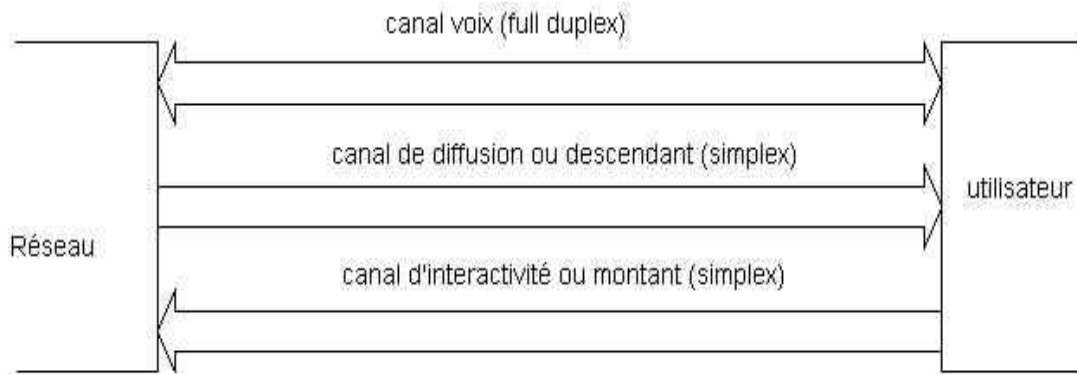 canal voix (full duplex)
canal de diffusion ou descendant (simplex)
utilisateur
Réseau
canal d'interactivité ou montant (simplex)